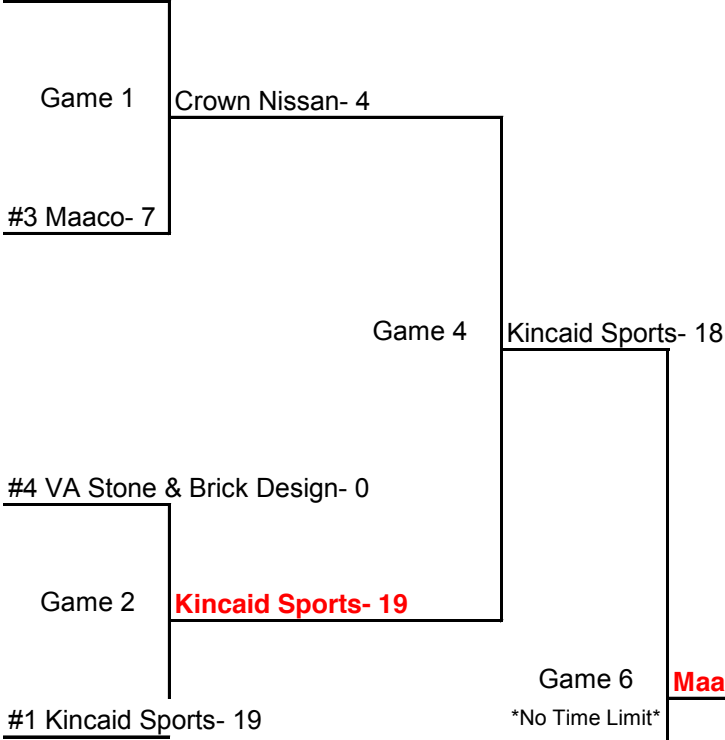 Game 1
Crown Nissan- 4
#3 Maaco- 7
Game 4
Kincaid Sports- 18
#4 VA Stone & Brick Design- 0
Game 2
Kincaid Sports- 19
Game 6
Maa
#1 Kincaid Sports- 19
*No Time Limit*